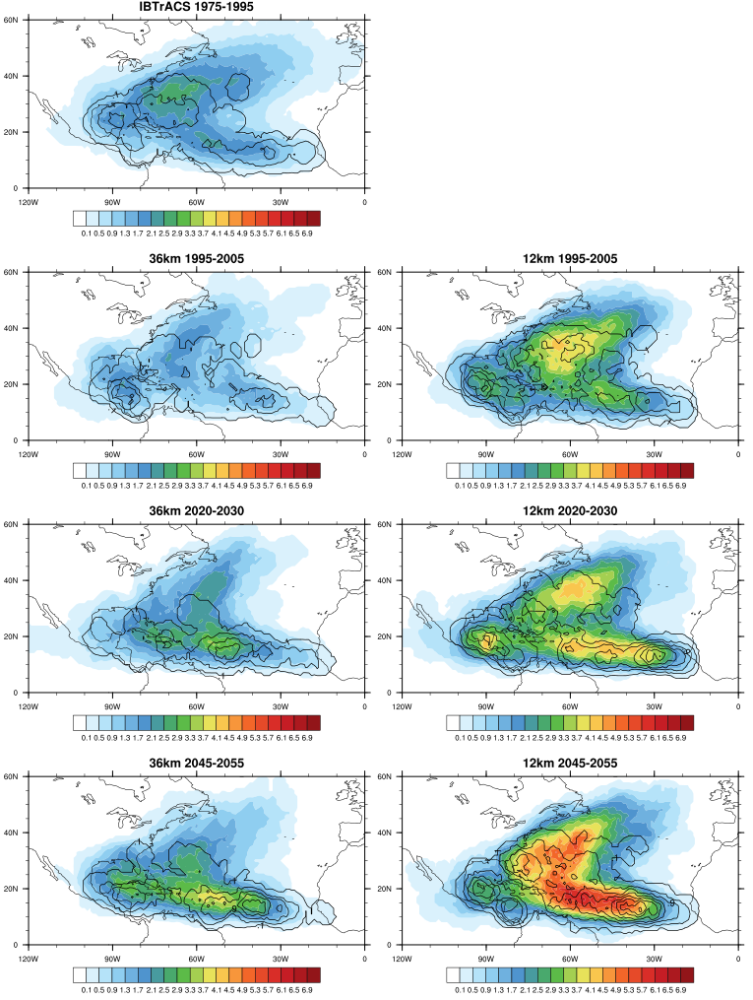 IBTrACS 1975-1995
60N
40N
20N
0
120W 90W 60W 30W 0
0.1 0.5 0.9 1.3 1.7 2.1 2.5 2.9 3.3 3.7 4.1 4.5 4.9 5.3 5.7 6.1 6.5 6.9
36km 1995-2005
60N
40N
20N
0
120W 90W 60W 30W 0
0.1 0.5 0.9 1.3 1.7 2.1 2.5 2.9 3.3 3.7 4.1 4.5 4.9 5.3 5.7 6.1 6.5 6.9
12km 1995-2005
120W 90W 60W 30W 0
0.1 0.5 0.9 1.3 1.7 2.1 2.5 2.9 3.3 3.7 4.1 4.5 4.9 5.3 5.7 6.1 6.5 6.9
36km 2020-2030
60N
40N
20N
0
120W 90W 60W 30W 0
0.1 0.5 0.9 1.3 1.7 2.1 2.5 2.9 3.3 3.7 4.1 4.5 4.9 5.3 5.7 6.1 6.5 6.9
12km 2020-2030
120W 90W 60W 30W 0
0.1 0.5 0.9 1.3 1.7 2.1 2.5 2.9 3.3 3.7 4.1 4.5 4.9 5.3 5.7 6.1 6.5 6.9
36km 2045-2055
60N
40N
20N
0
120W 90W 60W 30W 0
0.1 0.5 0.9 1.3 1.7 2.1 2.5 2.9 3.3 3.7 4.1 4.5 4.9 5.3 5.7 6.1 6.5 6.9
12km 2045-2055
120W 90W 60W 30W 0
0.1 0.5 0.9 1.3 1.7 2.1 2.5 2.9 3.3 3.7 4.1 4.5 4.9 5.3 5.7 6.1 6.5 6.9